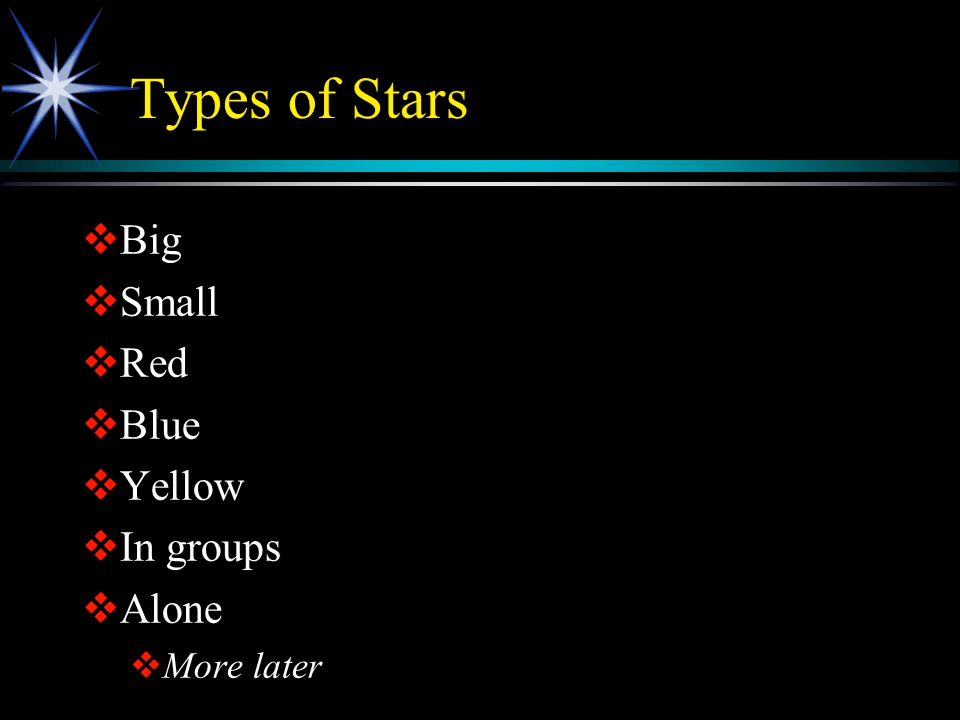 Types of Stars
Big
Small
Red
Blue
Yellow
In groups
Alone
More later